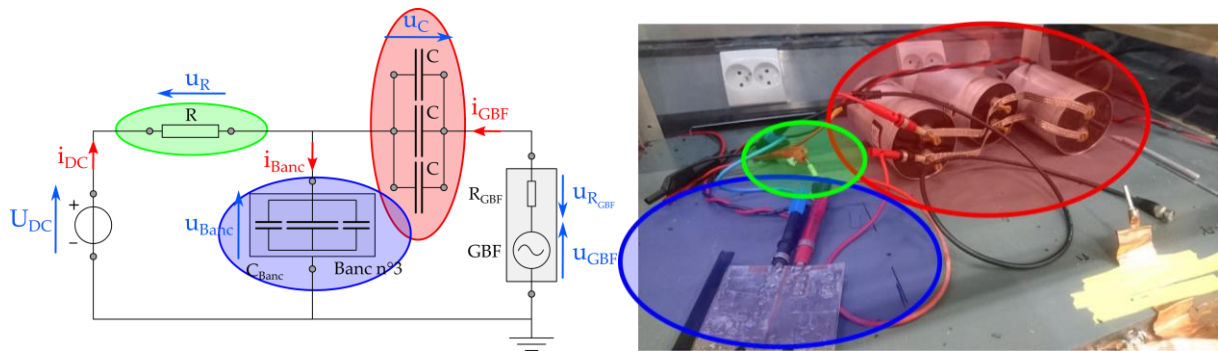 u_C
C
u_R
R
C
i_GBF
i_DC
i_Banc
C
R_GBF
u_R_GBF
U_DC
+
−
u_Banc
GBF
u_GBF
C_Banc
Banc n°3